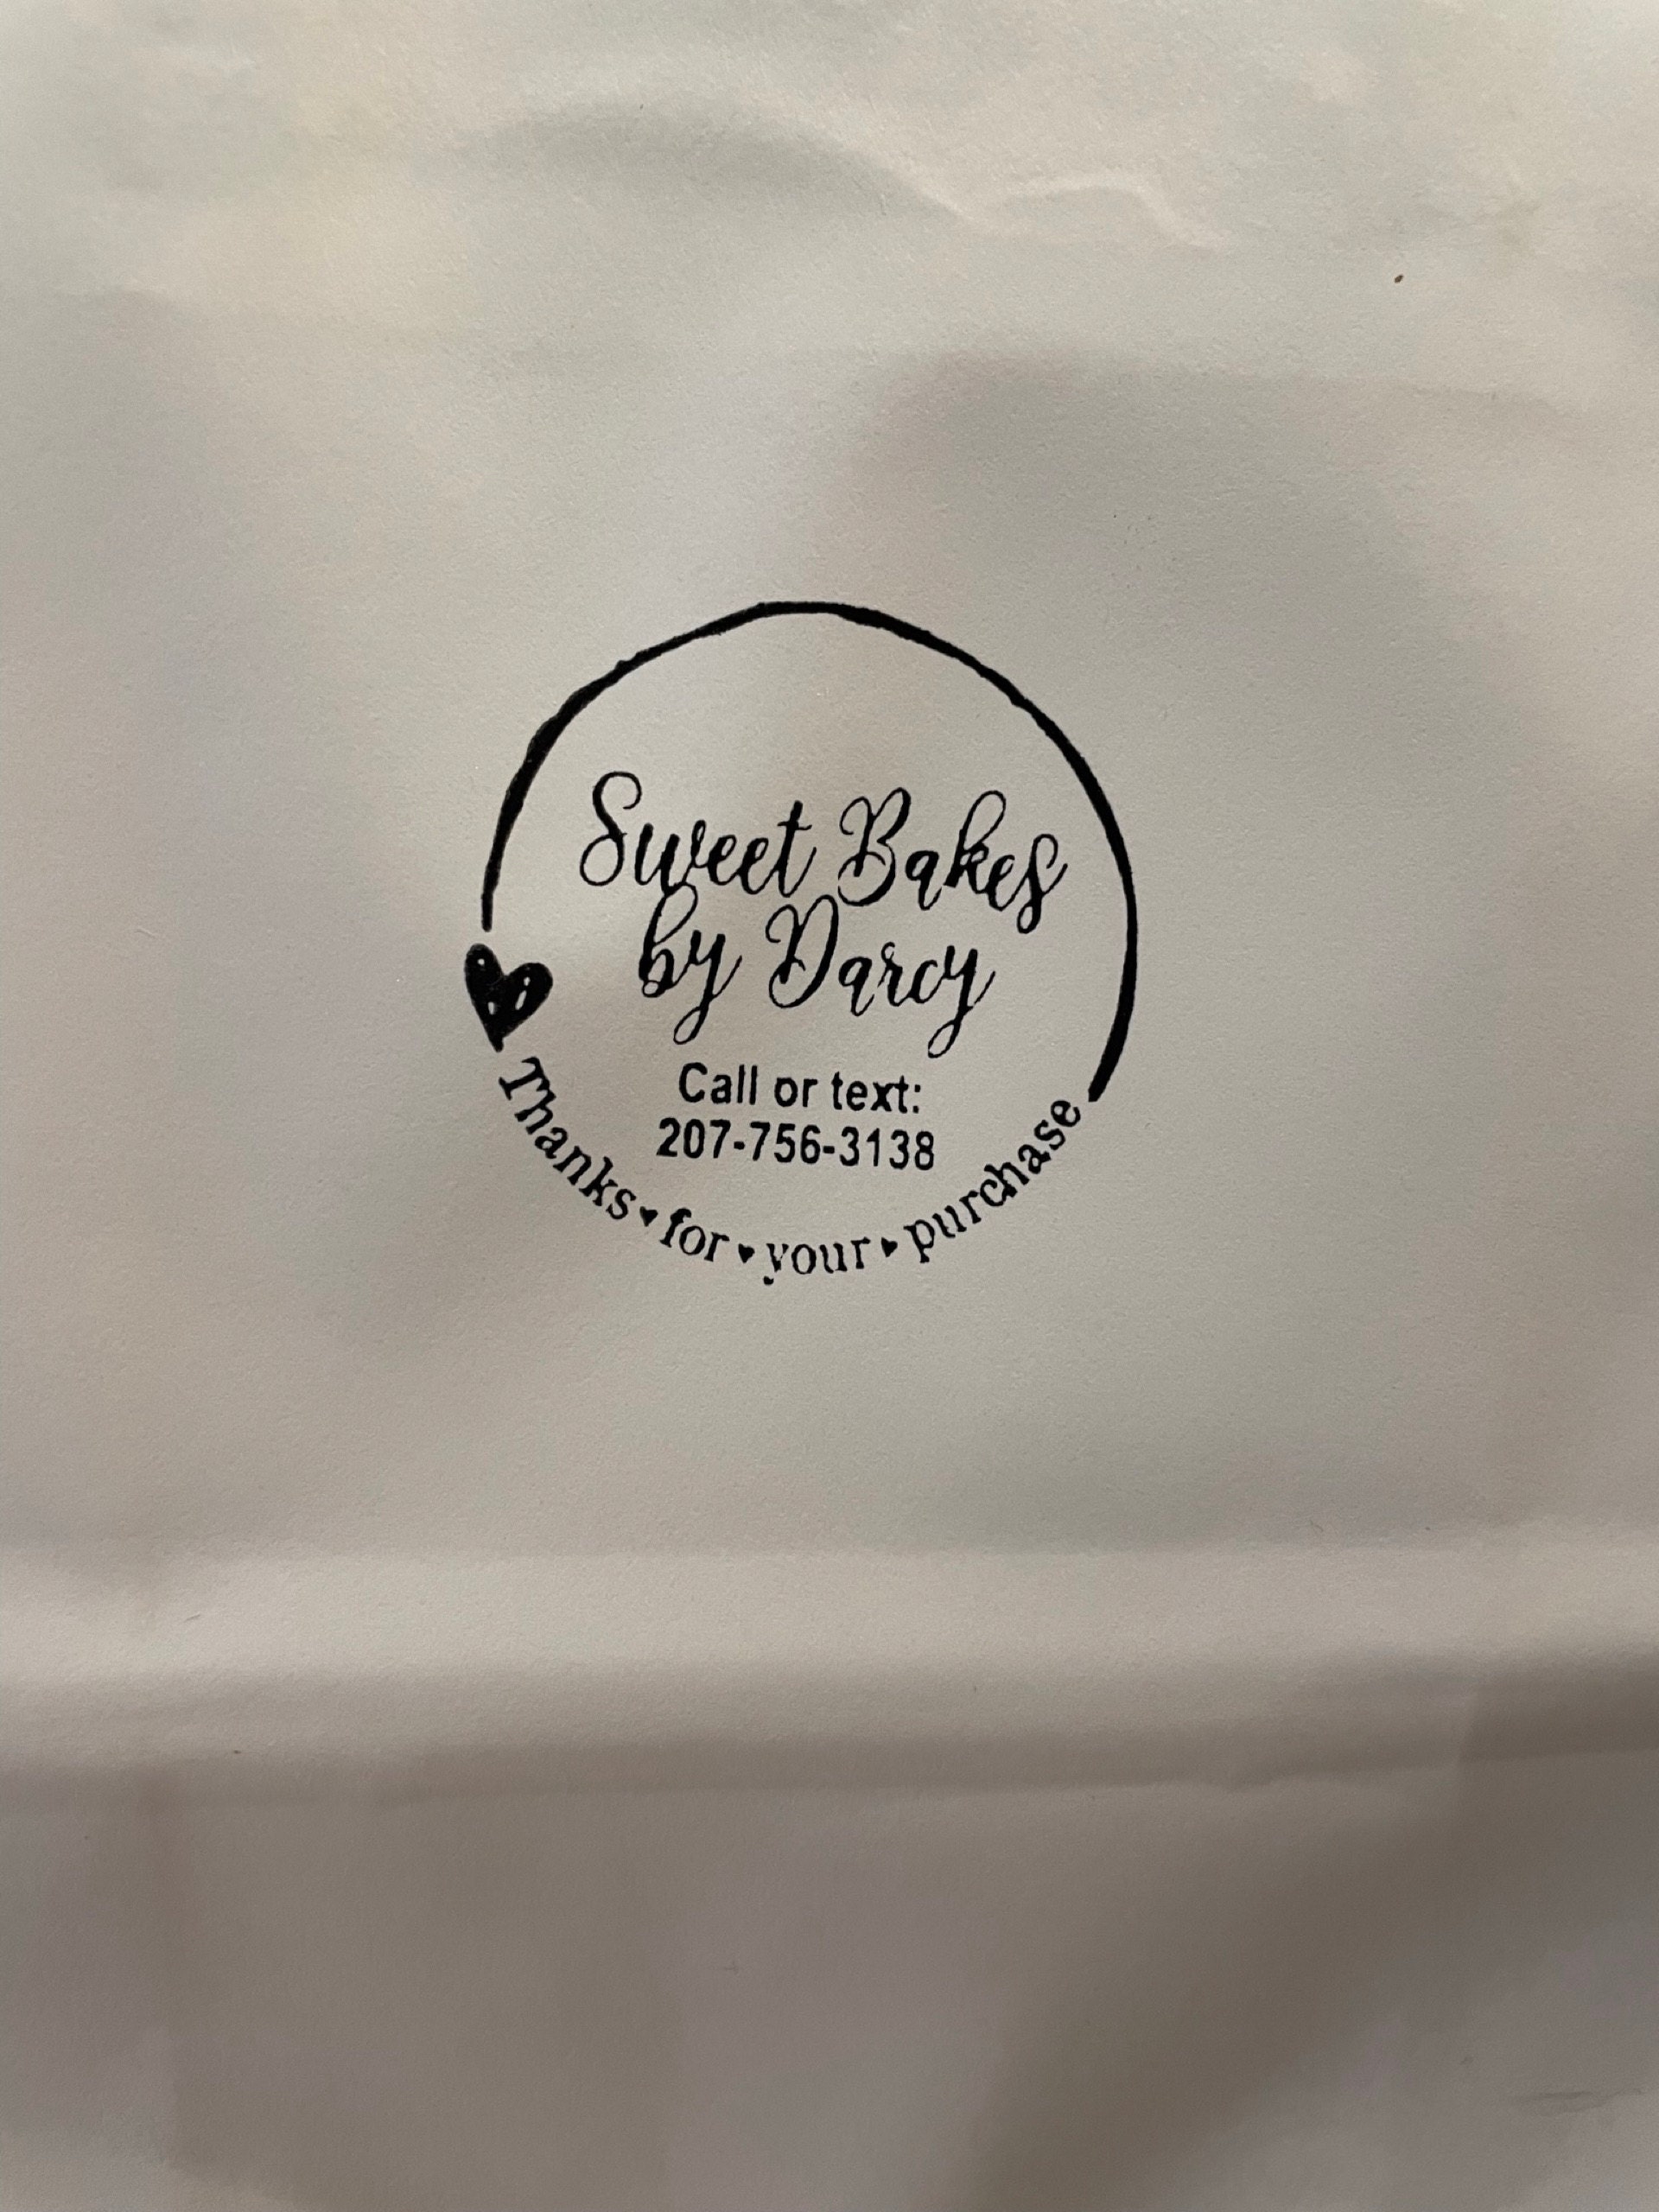 Sweet Bakes
by Darcy
Call or text:
207-756-3138
Thanks for your purchase